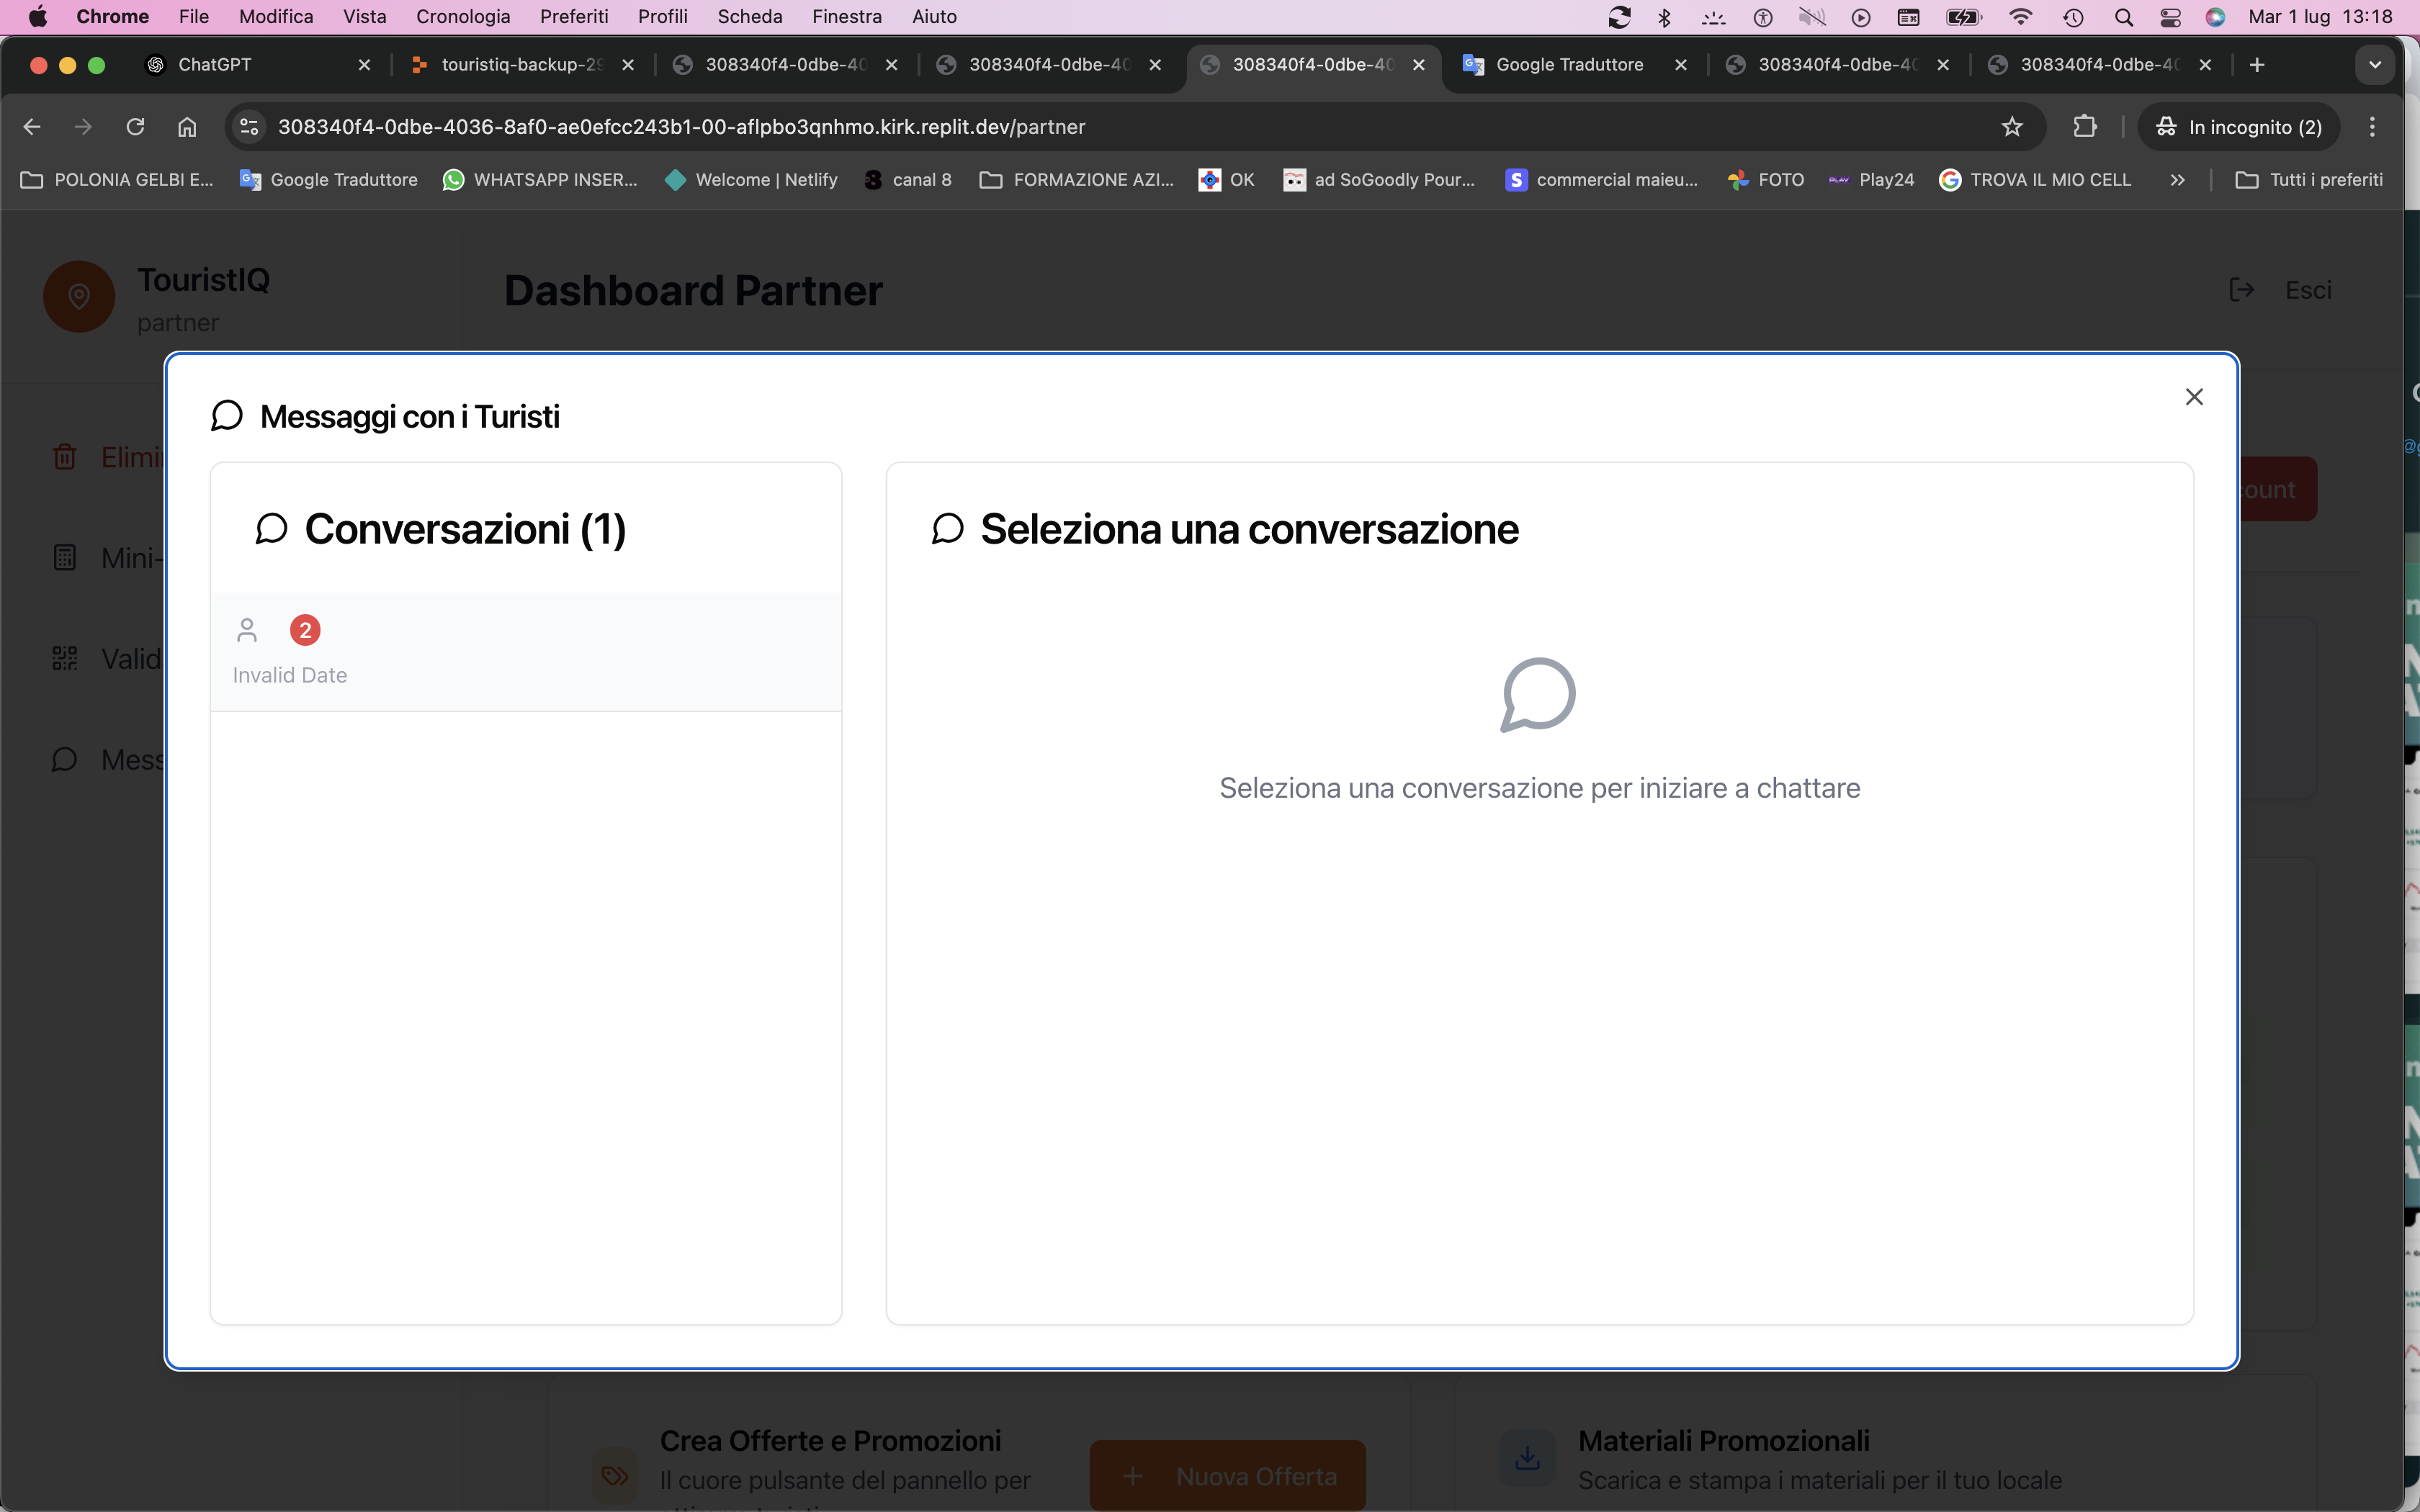 Chrome File Modifica Vista Cronologia Preferiti Profili Scheda Finestra Aiuto Mar 1 lug 13:18
ChatGPT touristiq-backup-29 308340f4-0dbe-40 308340f4-0dbe-40 308340f4-0dbe-40 Google Traduttore 308340f4-0dbe-40 308340f4-0dbe-40
308340f4-0dbe-4036-8af0-ae0efcc243b1-00-aflpbo3qnhmo.kirk.replit.dev/partner In incognito (2)
POLONIA GELBI E... Google Traduttore WHATSAPP INSER... Welcome | Netlify canal 8 FORMAZIONE AZI... OK ad SoGoodly Pour... S commercial maieu... FOTO Play24 TROVA IL MIO CELL Tutti i preferiti
TouristIQ
partner
Dashboard Partner
Esci
Messaggi con i Turisti
Conversazioni (1)
2
Invalid Date
Seleziona una conversazione
Seleziona una conversazione per iniziare a chattare
Elimi
Mini-
Valid
Mess
ount
Crea Offerte e Promozioni
Il cuore pulsante del pannello per
Nuova Offerta
Materiali Promozionali
Scarica e stampa i materiali per il tuo locale